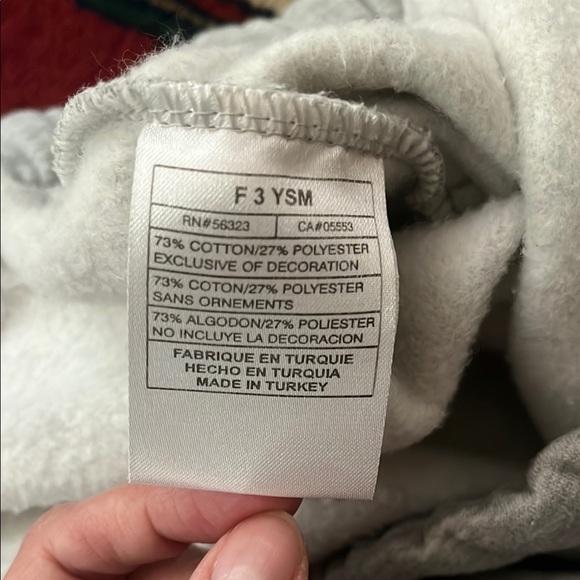 F 3 YSM
RN#56323 CA#05553
73% COTTON/27% POLYESTER
EXCLUSIVE OF DECORATION
73% COTON/27% POLYESTER
SANS ORNEMENTS
73% ALGODON/27% POLIESTER
NO INCLUYE LA DECORACION
FABRIQUE EN TURQUIE
HECHO EN TURQUIA
MADE IN TURKEY